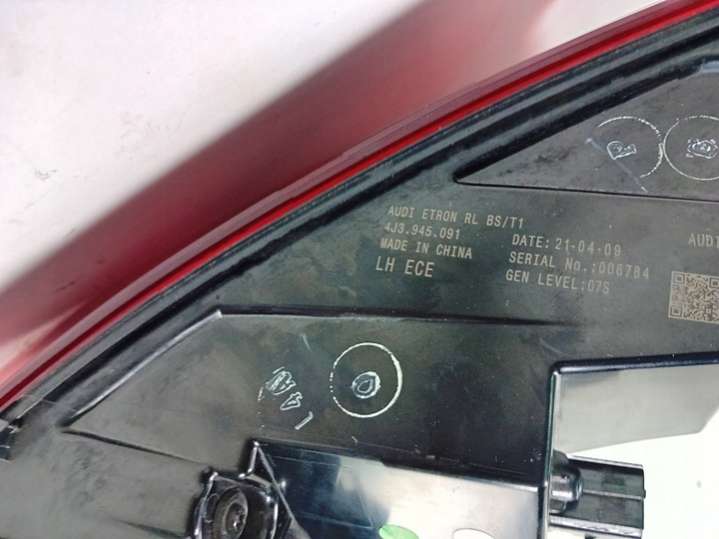 AUDI ETRON RL BS/T1
4J3.945.091
MADE IN CHINA
LH ECE
DATE:21-04-09
SERIAL No.:006784
GEN LEVEL:07S
AUDI